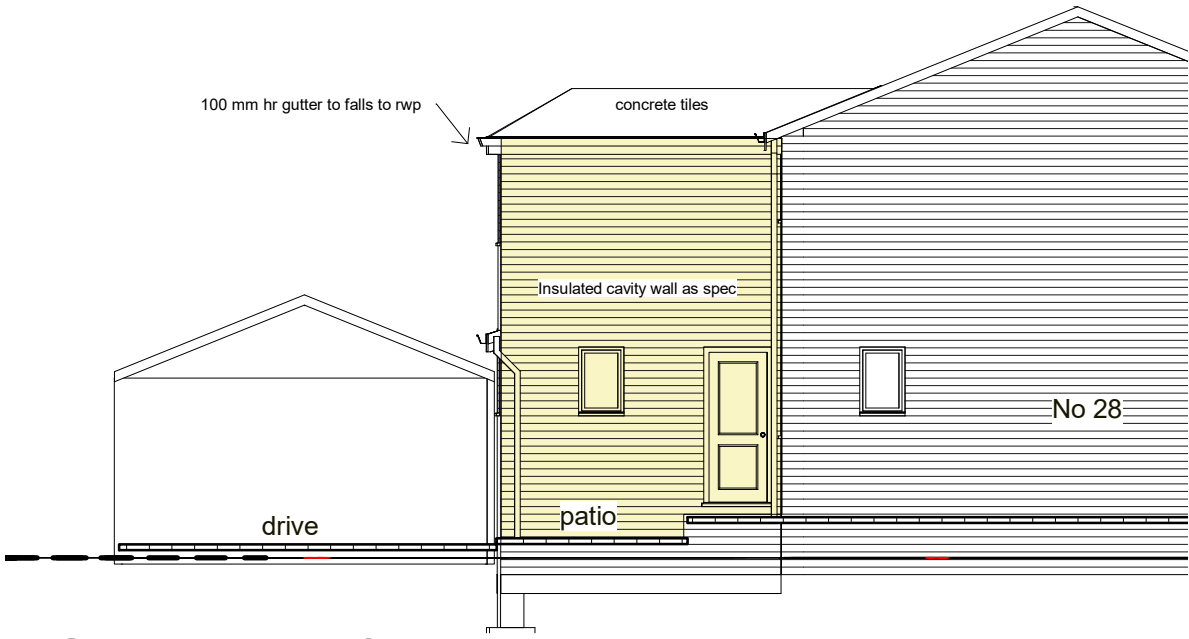 100 mm hr gutter to falls to rwp
concrete tiles
Insulated cavity wall as spec
No 28
patio
drive